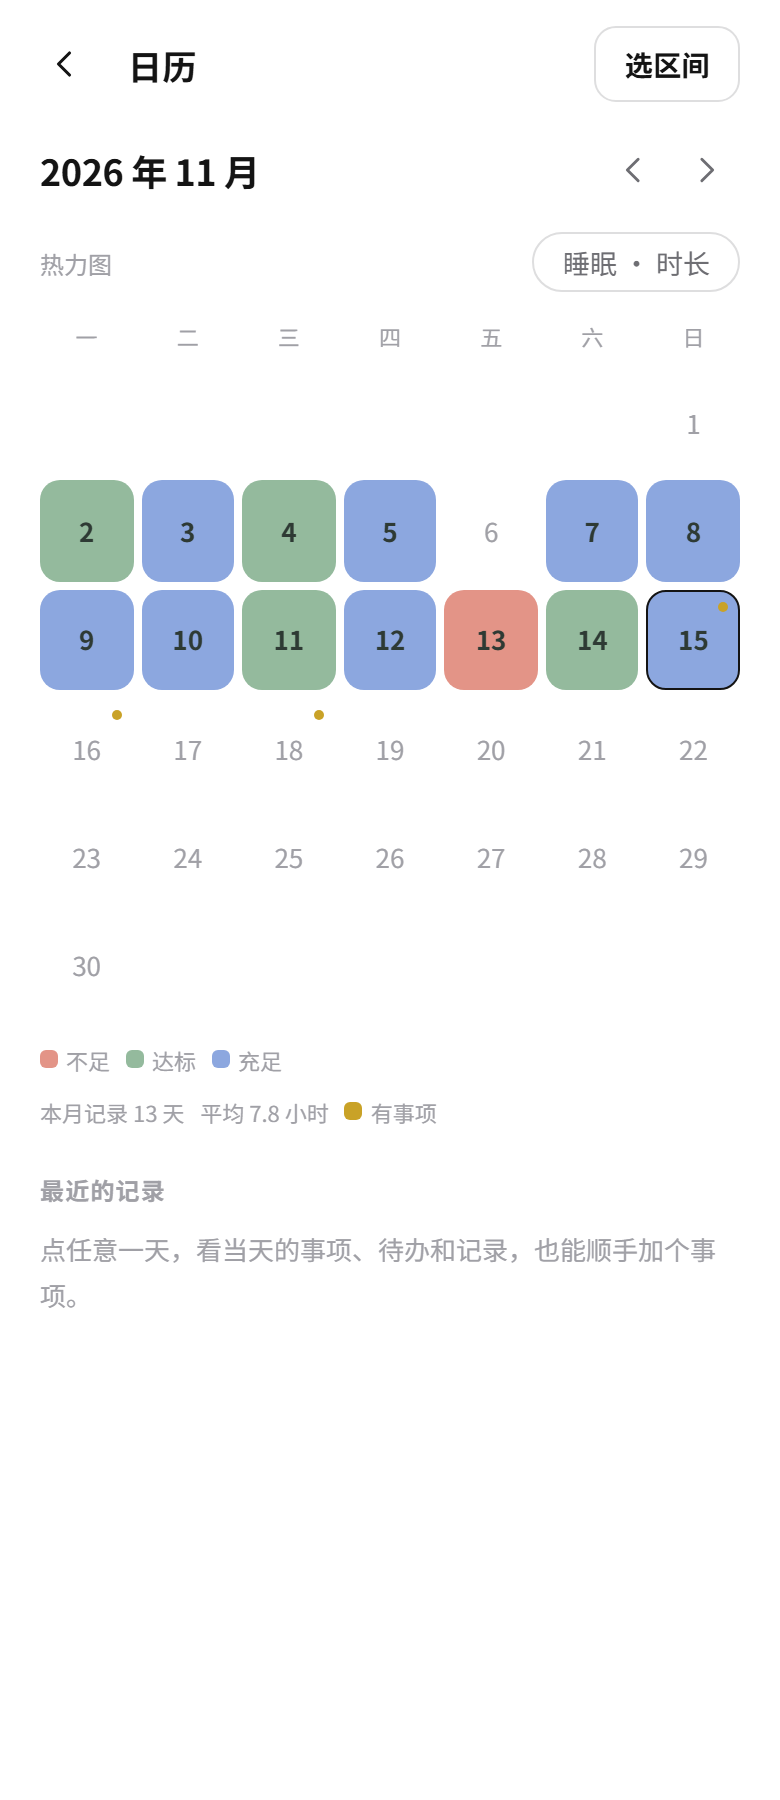 日历
选区间
2026 年 11 月
热力图
睡眠 · 时长
一 二 三 四 五 六 日
1
2 3 4 5 6 7 8
9 10 11 12 13 14 15
16 17 18 19 20 21 22
23 24 25 26 27 28 29
30
不足 达标 充足
本月记录 13 天 平均 7.8 小时 有事项
最近的记录
点任意一天，看当天的事项、待办和记录，也能顺手加个事
项。